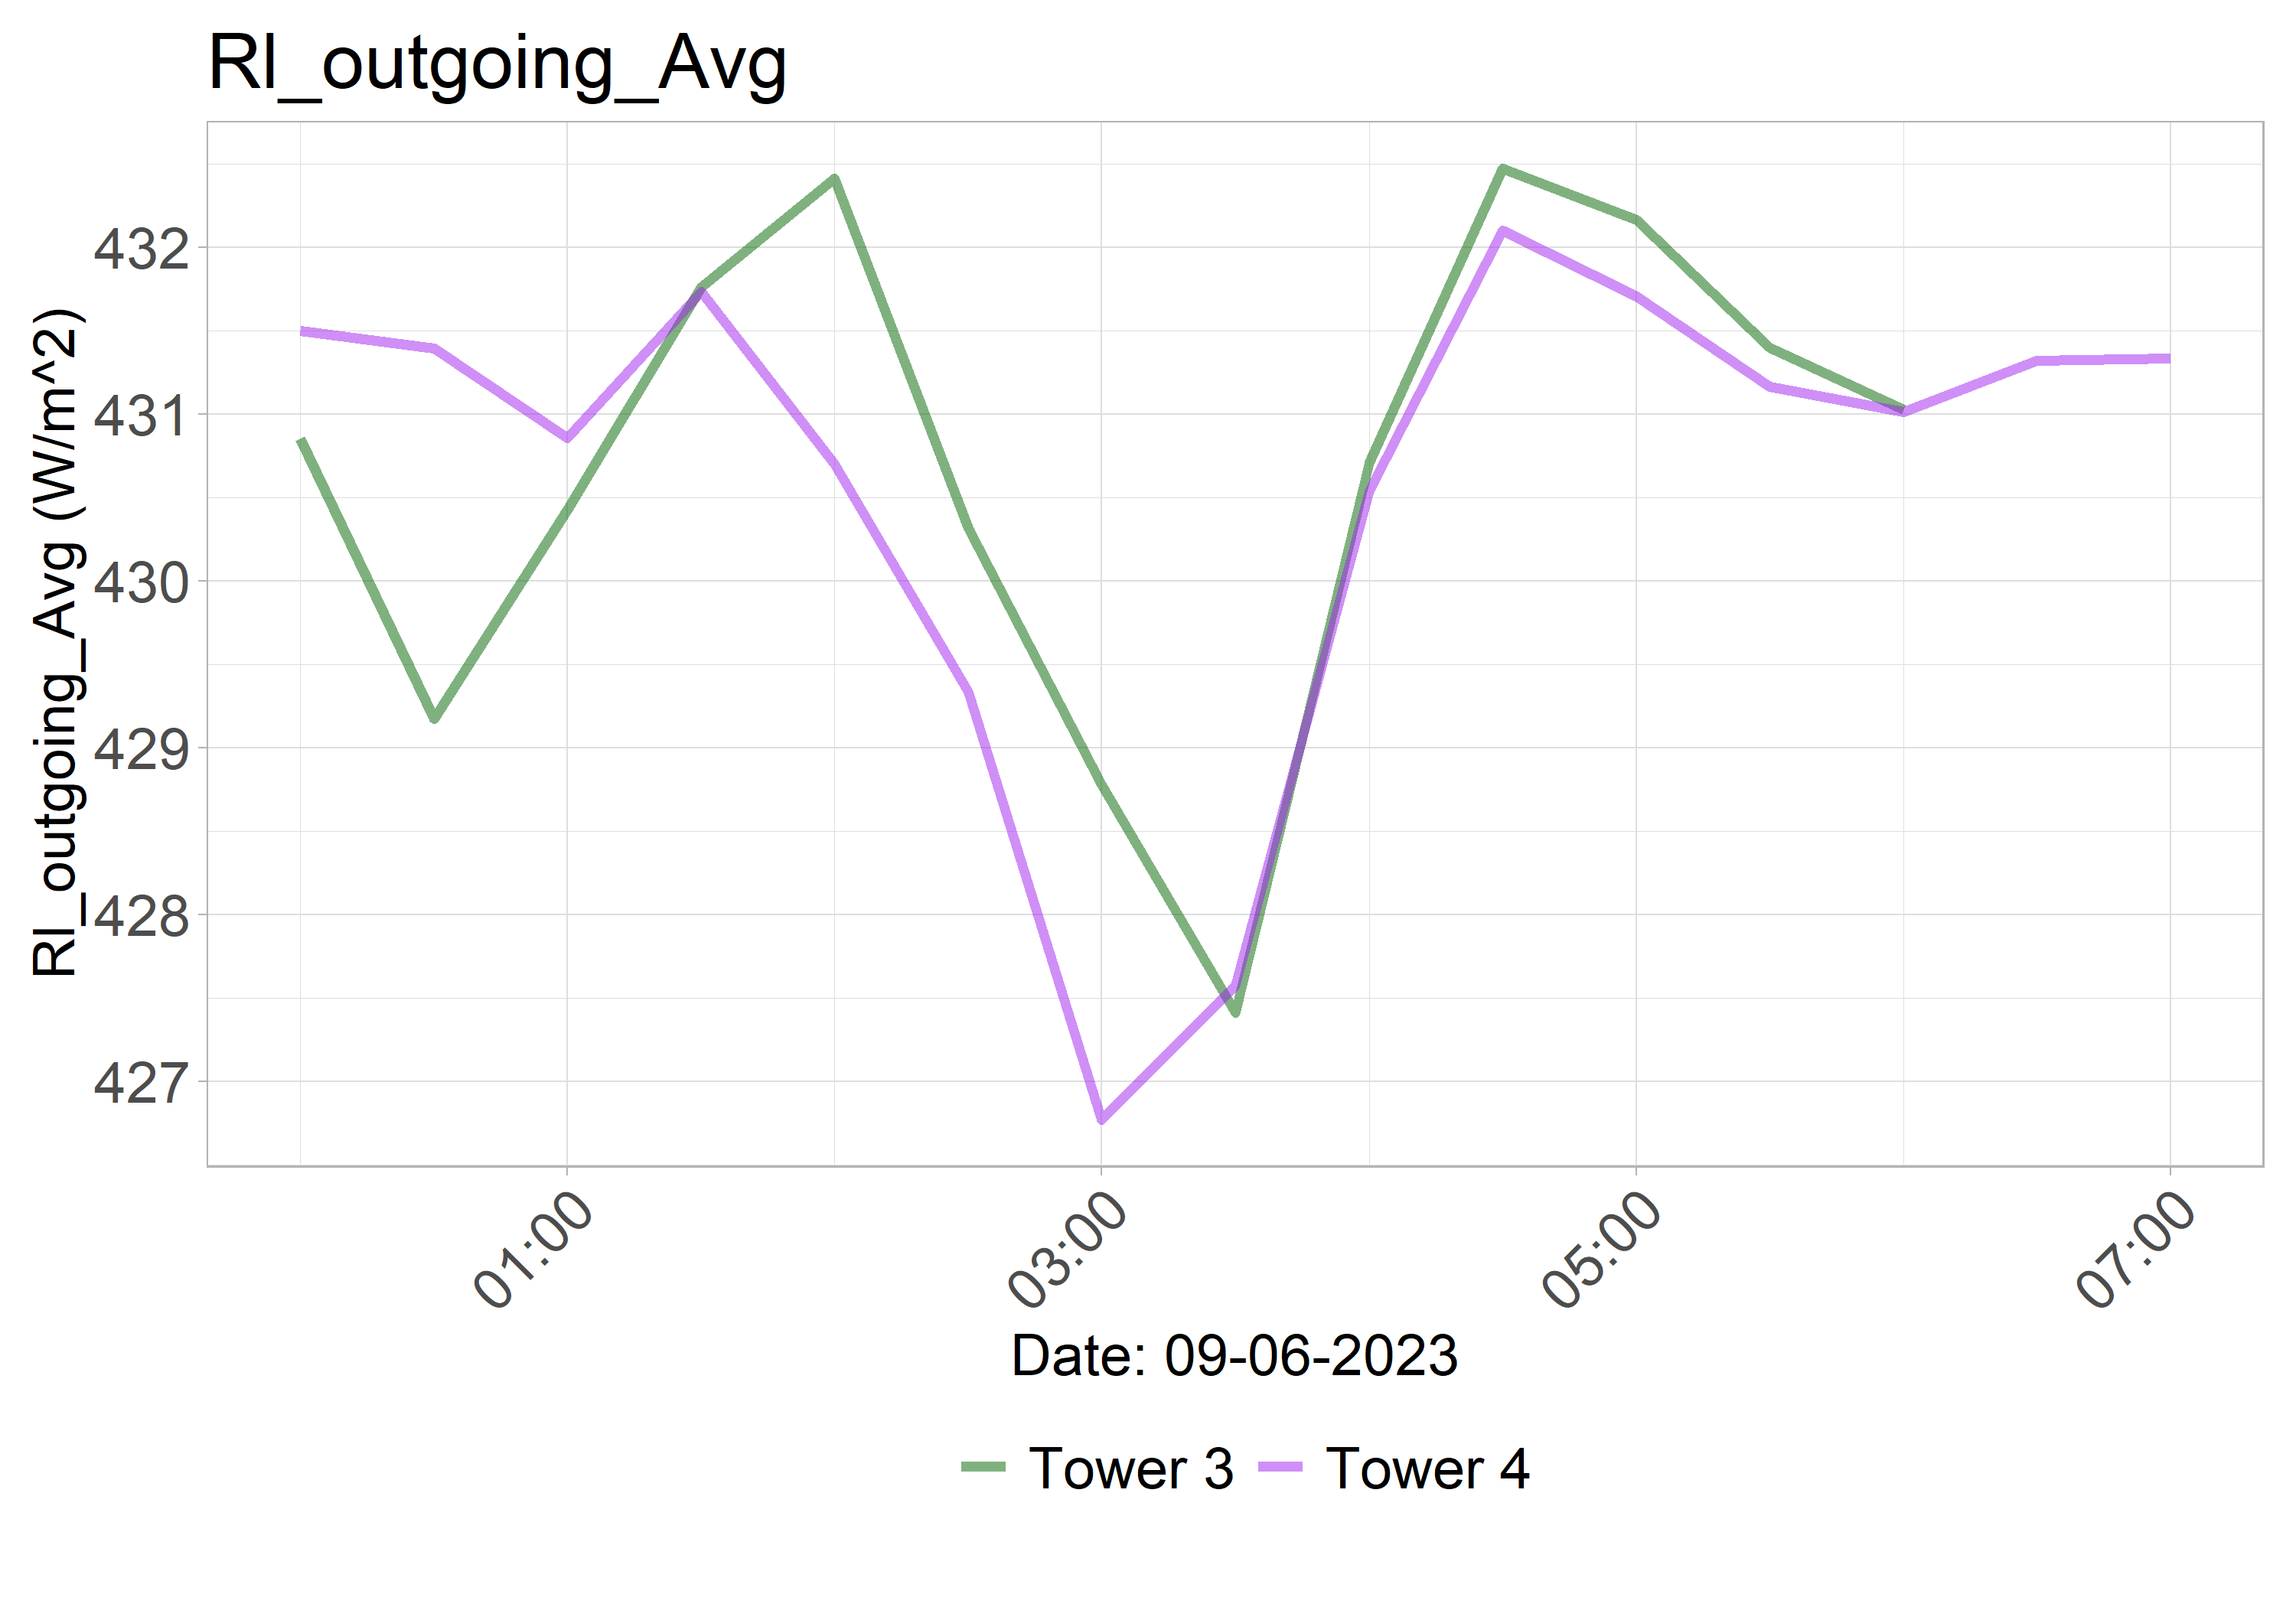 Rl_outgoing_Avg
Rl_outgoing_Avg (W/m^2)
432
431
430
429
428
427
01:00
03:00
05:00
07:00
Date: 09-06-2023
Tower 3
Tower 4